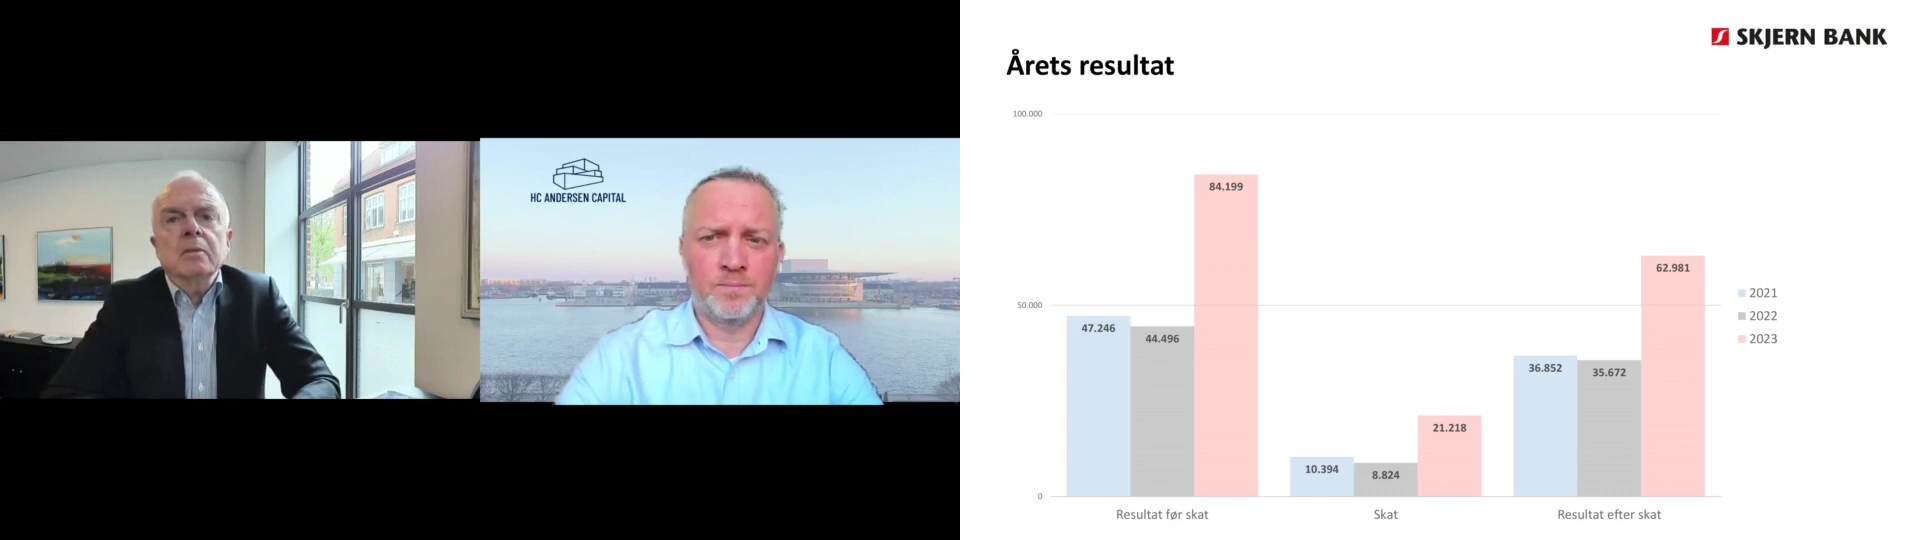 HC ANDERSEN CAPITAL
SKJERN BANK
Årets resultat
100.000
50.000
0
47.246
44.496
84.199
10.394
8.824
21.218
36.852
35.672
62.981
Resultat før skat
Skat
Resultat efter skat
2021
2022
2023